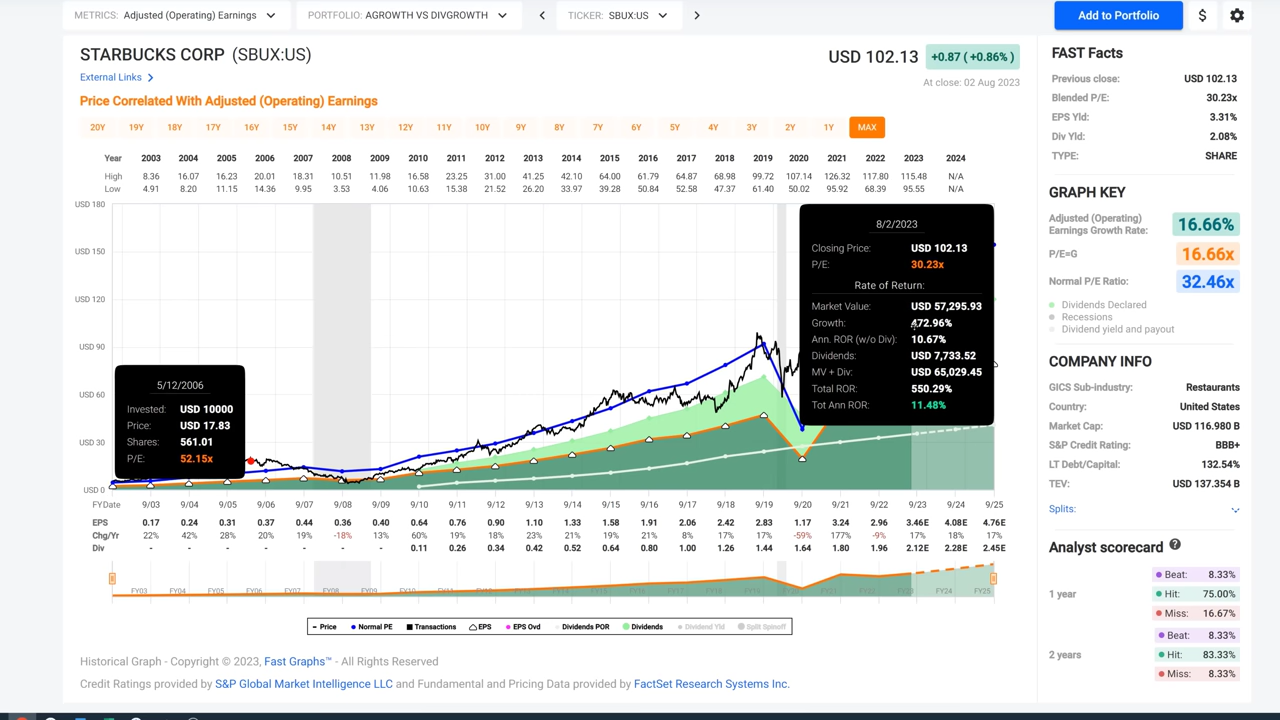 METRICS: Adjusted (Operating) Earnings PORTFOLIO: AGROWTH VS DIVGROWTH TICKER: SBUX:US Add to Portfolio $
STARBUCKS CORP (SBUX:US) USD 102.13 +0.87 ( +0.86% )
External Links At close: 02 Aug 2023
Price Correlated With Adjusted (Operating) Earnings
20Y 19Y 18Y 17Y 16Y 15Y 14Y 13Y 12Y 11Y 10Y 9Y 8Y 7Y 6Y 5Y 4Y 3Y 2Y 1Y MAX
Year 2003 2004 2005 2006 2007 2008 2009 2010 2011 2012 2013 2014 2015 2016 2017 2018 2019 2020 2021 2022 2023 2024
High 8.36 16.07 16.23 20.01 18.31 10.51 11.98 16.58 23.25 31.00 41.25 42.10 64.00 61.79 64.87 68.98 99.72 107.14 126.32 117.80 115.48 N/A
Low 4.91 8.20 11.15 14.36 9.95 3.53 4.06 10.63 15.38 21.52 26.20 33.97 39.28 50.84 52.58 47.37 61.40 50.02 95.92 68.39 95.55 N/A
USD 180
USD 150
USD 120
USD 90
USD 60
USD 30
USD 0
8/2/2023
Closing Price: USD 102.13
P/E: 30.23x
Rate of Return:
Market Value: USD 57,295.93
Growth: 472.96%
Ann. ROR (w/o Div): 10.67%
Dividends: USD 7,733.52
MV + Div: USD 65,029.45
Total ROR: 550.29%
Tot Ann ROR: 11.48%
5/12/2006
Invested: USD 10000
Price: USD 17.83
Shares: 561.01
P/E: 52.15x
FYDate 9/03 9/04 9/05 9/06 9/07 9/08 9/09 9/10 9/11 9/12 9/13 9/14 9/15 9/16 9/17 9/18 9/19 9/20 9/21 9/22 9/23 9/24 9/25
EPS 0.17 0.24 0.31 0.37 0.44 0.36 0.40 0.64 0.76 0.90 1.10 1.33 1.58 1.91 2.06 2.42 2.83 1.17 3.24 2.96 3.46E 4.08E 4.76E
Chg/Yr 22% 42% 28% 20% 19% -18% 13% 60% 19% 18% 23% 21% 19% 21% 8% 17% 17% -59% 177% -9% 17% 18% 17%
Div - - - - - - - 0.11 0.26 0.34 0.42 0.52 0.64 0.80 1.00 1.26 1.44 1.64 1.80 1.96 2.12E 2.28E 2.45E
FY03 FY04 FY05 FY06 FY07 FY08 FY09 FY10 FY11 FY12 FY13 FY14 FY15 FY16 FY17 FY18 FY22 FY24 FY25
Price Normal PE Transactions EPS EPS Ovd Dividends POR Dividends Dividend Yld Split Spinoff
Historical Graph - Copyright © 2023, Fast Graphs™ - All Rights Reserved
Credit Ratings provided by S&P Global Market Intelligence LLC and Fundamental and Pricing Data provided by FactSet Research Systems Inc.
FAST Facts
Previous close: USD 102.13
Blended P/E: 30.23x
EPS Yld: 3.31%
Div Yld: 2.08%
TYPE: SHARE
GRAPH KEY
Adjusted (Operating)
Earnings Growth Rate: 16.66%
P/E=G 16.66x
Normal P/E Ratio: 32.46x
Dividends Declared
Recessions
Dividend yield and payout
COMPANY INFO
GICS Sub-industry: Restaurants
Country: United States
Market Cap: USD 116.980 B
S&P Credit Rating: BBB+
LT Debt/Capital: 132.54%
TEV: USD 137.354 B
Splits:
Analyst scorecard ?
1 year
Beat: 8.33%
Hit: 75.00%
Miss: 16.67%
2 years
Beat: 8.33%
Hit: 83.33%
Miss: 8.33%